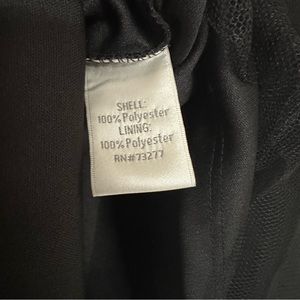 SHELL:
100% Polyester
LINING:
100% Polyester
RN#73277